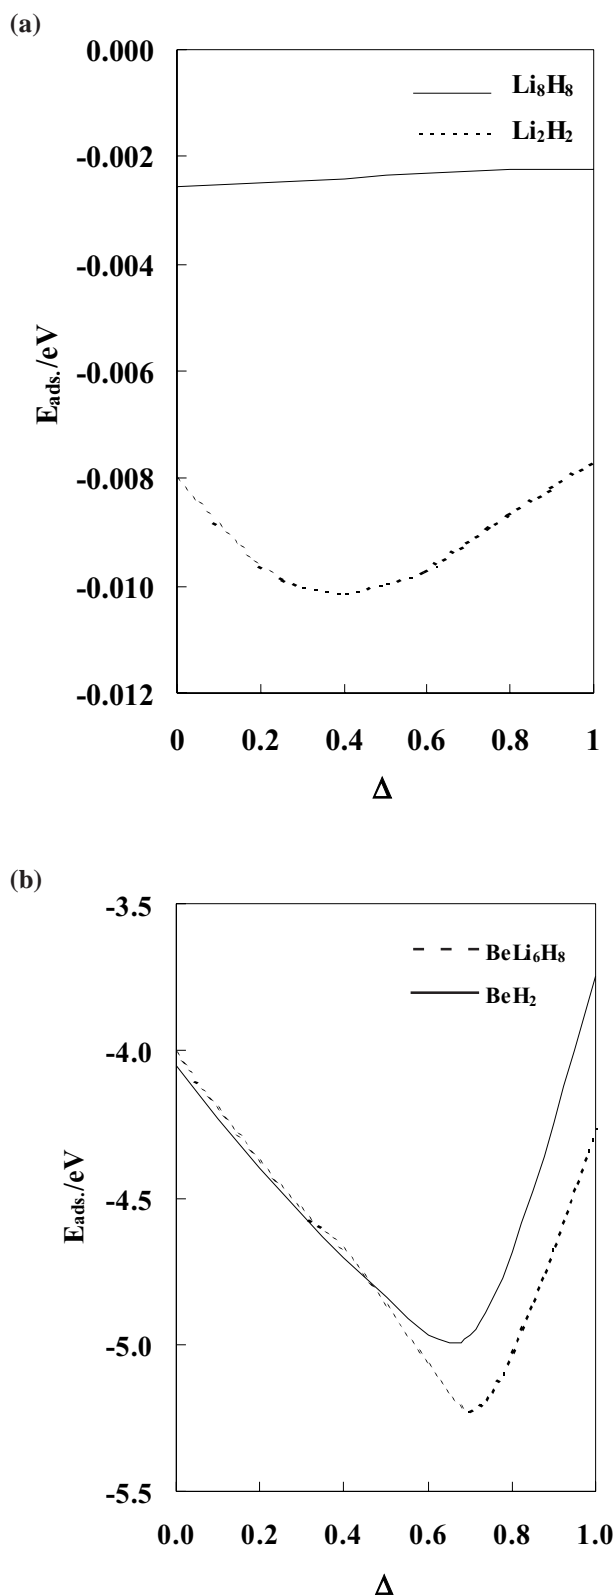 (a)
0.000
Li₈H₈
Li₂H₂
-0.002
-0.004
-0.006
-0.008
-0.010
-0.012
E_ads./eV
0 0.2 0.4 0.6 0.8 1
Δ
(b)
-3.5
BeLi₆H₈
BeH₂
-4.0
-4.5
-5.0
-5.5
E_ads./eV
0.0 0.2 0.4 0.6 0.8 1.0
Δ